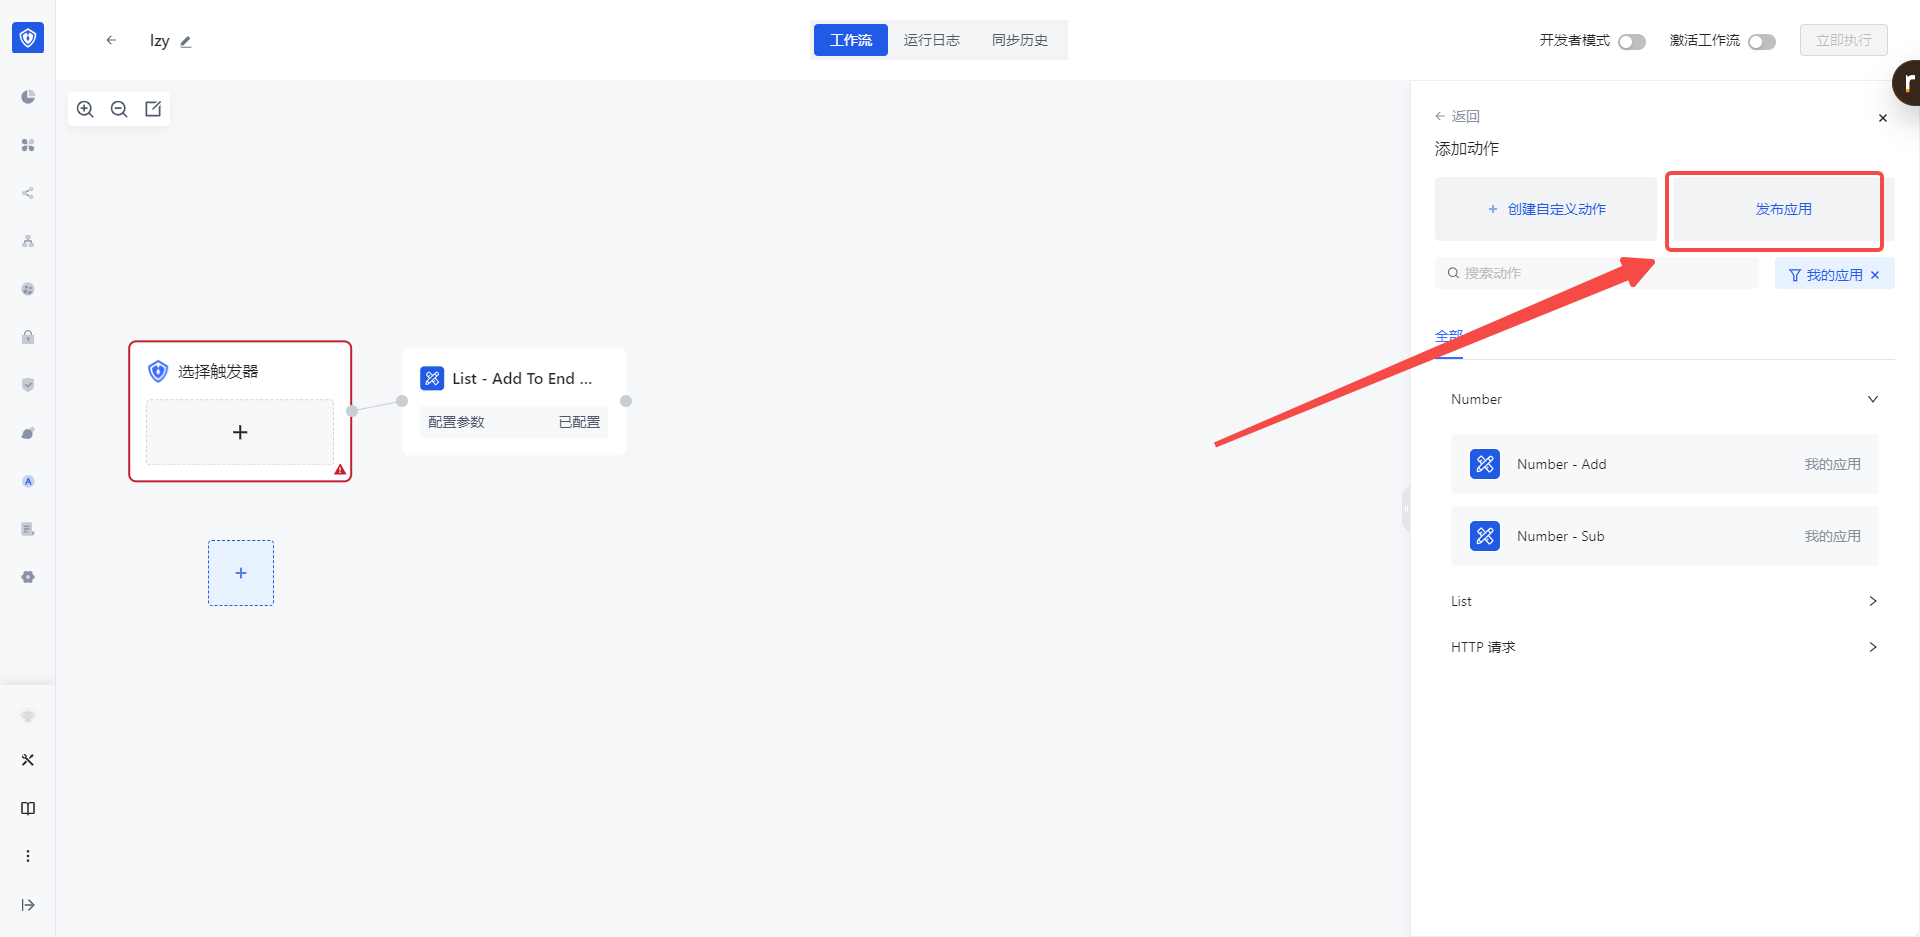 lzy
工作流
运行日志
同步历史
开发者模式
激活工作流
立即执行
返回
添加动作
+ 创建自定义动作
发布应用
搜索动作
我的应用
全部
选择触发器
List - Add To End ...
配置参数
已配置
Number
Number - Add
我的应用
Number - Sub
我的应用
List
HTTP 请求